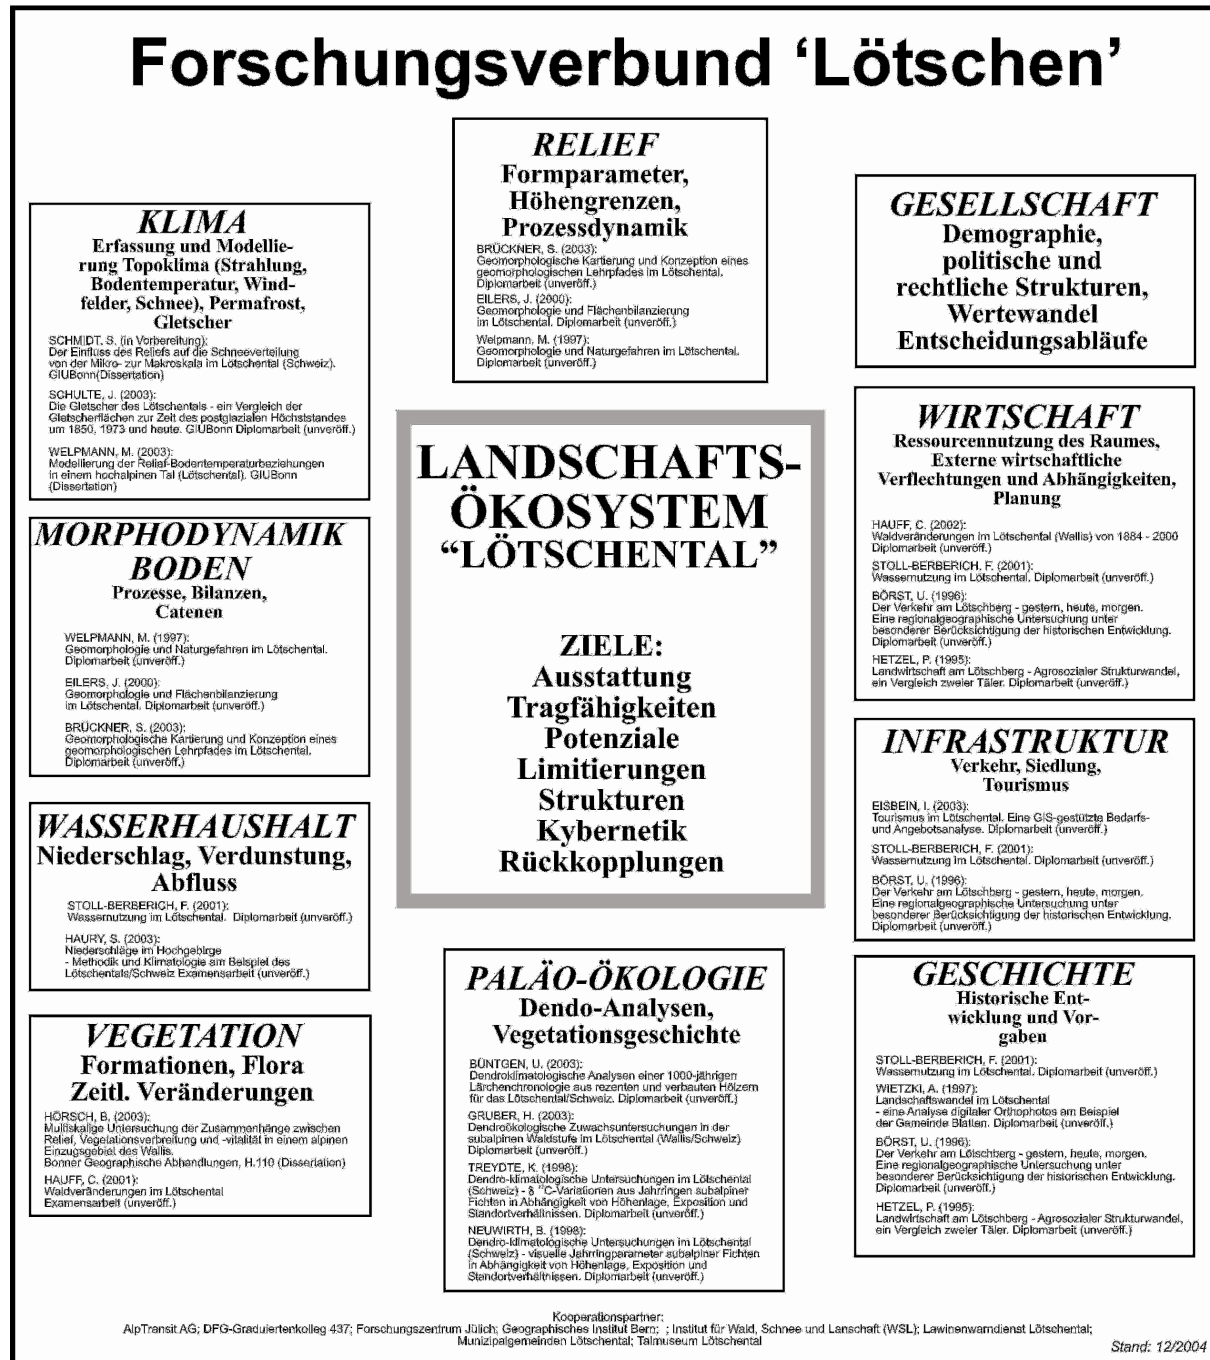 Forschungsverbund 'Lötschen'
RELIEF
Formparameter,
Höhengrenzen,
Prozessdynamik
BRÜCKNER, S. (2003):
Geomorphologische Kartierung und Konzeption eines
geomorphologischen Lehrpfades im Lötschental.
Diplomarbeit (unveröff.)
EILERS, J. (2000):
Geomorphologie und Flächenbilanzierung
im Lötschental. Diplomarbeit (unveröff.)
Welpmann, M. (1997):
Geomorphologie und Naturgefahren im Lötschental.
Diplomarbeit (unveröff.)
KLIMA
Erfassung und Modellie-
rung Topoklima (Strahlung,
Bodentemperatur, Wind-
felder, Schnee), Permafrost,
Gletscher
SCHMIDT, S. (in Vorbereitung):
Der Einfluss des Reliefs auf die Schneeverteilung
von der Mikro- zur Makroskala im Lötschental (Schweiz).
GIUBonn(Dissertation)
SCHULTE, J. (2003):
Die Gletscher des Lötschentals - ein Vergleich der
Gletscherflächen zur Zeit des postglazialen Höchststandes
um 1850, 1973 und heute. GIUBonn Diplomarbeit (unveröff.)
WELPMANN, M. (2003):
Modellierung der Relief-Bodentemperaturbeziehungen
in einem hochalpinen Tal (Lötschental). GIUBonn
(Dissertation)
MORPHODYNAMIK
BODEN
Prozesse, Bilanzen,
Catenen
WELPMANN, M. (1997):
Geomorphologie und Naturgefahren im Lötschental.
Diplomarbeit (unveröff.)
EILERS, J. (2000):
Geomorphologie und Flächenbilanzierung
im Lötschental. Diplomarbeit (unveröff.)
BRÜCKNER, S. (2003):
Geomorphologische Kartierung und Konzeption eines
geomorphologischen Lehrpfades im Lötschental.
Diplomarbeit (unveröff.)
WASSERHAUSHALT
Niederschlag, Verdunstung,
Abfluss
STOLL-BERBERICH, F. (2001):
Wassernutzung im Lötschental. Diplomarbeit (unveröff.)
HAURY, S. (2003):
Niederschläge im Hochgebirge
- Methodik und Klimatologie am Beispiel des
Lötschentals/Schweiz Examensarbeit (unveröff.)
VEGETATION
Formationen, Flora
Zeitl. Veränderungen
HÖRSCH, B. (2003):
Multiskalige Untersuchung der Zusammenhänge zwischen
Relief, Vegetationsverbreitung und -vitalität in einem alpinen
Einzugsgebiet des Wallis.
Bonner Geographische Abhandlungen, H.110 (Dissertation)
HAUFF, C. (2001):
Waldveränderungen im Lötschental
Examensarbeit (unveröff.)
LANDSCHAFTS-
ÖKOSYSTEM
“LÖTSCHENTAL”
ZIELE:
Ausstattung
Tragfähigkeiten
Potenziale
Limitierungen
Strukturen
Kybernetik
Rückkopplungen
PALÄO-ÖKOLOGIE
Dendo-Analysen,
Vegetationsgeschichte
BÜNTGEN, U. (2003):
Dendroklimatologische Analysen einer 1000-jährigen
Lärchenchronologie aus rezenten und verbauten Hölzern
für das Lötschental/Schweiz. Diplomarbeit (unveröff.)
GRUBER, H. (2003):
Dendroökologische Zuwachsuntersuchungen in der
subalpinen Waldstufe im Lötschental (Wallis/Schweiz)
Diplomarbeit (unveröff.)
TREYDTE, K. (1998):
Dendro-klimatologische Untersuchungen im Lötschental
(Schweiz) - δ ¹³C-Variationen aus Jahrringen subalpiner
Fichten in Abhängigkeit von Höhenlage, Exposition und
Standortverhältnissen. Diplomarbeit (unveröff.)
NEUWIRTH, B. (1998):
Dendro-klimatologische Untersuchungen im Lötschental
(Schweiz) - visuelle Jahrringparameter subalpiner Fichten
in Abhängigkeit von Höhenlage, Exposition und
Standortverhältnissen. Diplomarbeit (unveröff.)
GESELLSCHAFT
Demographie,
politische und
rechtliche Strukturen,
Wertewandel
Entscheidungsabläufe
WIRTSCHAFT
Ressourcennutzung des Raumes,
Externe wirtschaftliche
Verflechtungen und Abhängigkeiten,
Planung
HAUFF, C. (2002):
Waldveränderungen im Lötschental (Wallis) von 1884 - 2000
Diplomarbeit (unveröff.)
STOLL-BERBERICH, F. (2001):
Wassernutzung im Lötschental. Diplomarbeit (unveröff.)
BÖRST, U. (1996):
Der Verkehr am Lötschberg - gestern, heute, morgen.
Eine regionalgeographische Untersuchung unter
besonderer Berücksichtigung der historischen Entwicklung.
Diplomarbeit (unveröff.)
HETZEL, P. (1995):
Landwirtschaft am Lötschberg - Agrosozialer Strukturwandel,
ein Vergleich zweier Täler. Diplomarbeit (unveröff.)
INFRASTRUKTUR
Verkehr, Siedlung,
Tourismus
EISBEIN, I. (2003):
Tourismus im Lötschental. Eine GIS-gestützte Bedarfs-
und Angebotsanalyse. Diplomarbeit (unveröff.)
STOLL-BERBERICH, F. (2001):
Wassernutzung im Lötschental. Diplomarbeit (unveröff.)
BÖRST, U. (1996):
Der Verkehr am Lötschberg - gestern, heute, morgen.
Eine regionalgeographische Untersuchung unter
besonderer Berücksichtigung der historischen Entwicklung.
Diplomarbeit (unveröff.)
GESCHICHTE
Historische Ent-
wicklung und Vor-
gaben
STOLL-BERBERICH, F. (2001):
Wassernutzung im Lötschental. Diplomarbeit (unveröff.)
WIETZKI, A. (1997):
Landschaftswandel im Lötschental
- eine Analyse digitaler Orthophotos am Beispiel
der Gemeinde Blatten. Diplomarbeit (unveröff.)
BÖRST, U. (1996):
Der Verkehr am Lötschberg - gestern, heute, morgen.
Eine regionalgeographische Untersuchung unter
besonderer Berücksichtigung der historischen Entwicklung.
Diplomarbeit (unveröff.)
HETZEL, P. (1995):
Landwirtschaft am Lötschberg - Agrosozialer Strukturwandel,
ein Vergleich zweier Täler. Diplomarbeit (unveröff.)
Kooperationspartner:
AlpTransit AG; DFG-Graduiertenkolleg 437; Forschungszentrum Jülich; Geographisches Institut Bern; ; Institut für Wald, Schnee und Lanschaft (WSL); Lawinenwarndienst Lötschental;
Munizipalgemeinden Lötschental; Talmuseum Lötschental
Stand: 12/2004